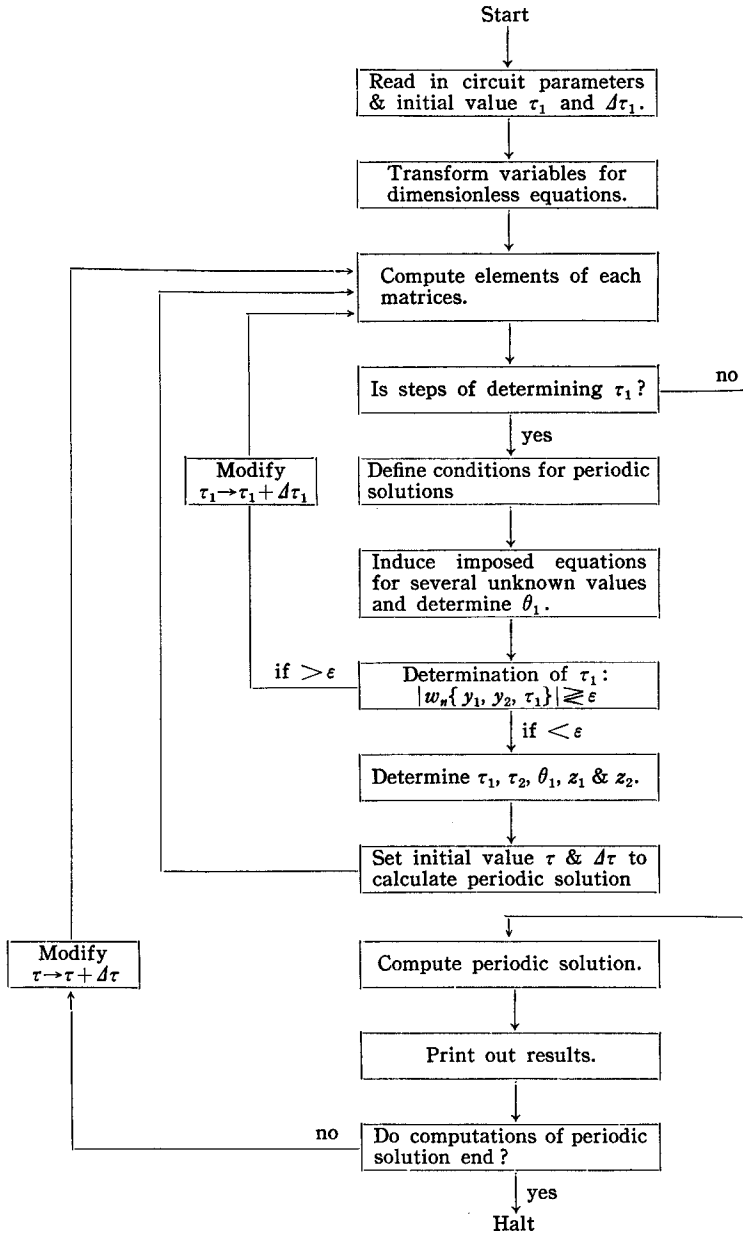 Start
Read in circuit parameters
& initial value τ₁ and Δτ₁.
Transform variables for
dimensionless equations.
Compute elements of each
matrices.
Is steps of determining τ₁?
no
yes
Modify
τ₁→τ₁+Δτ₁
Define conditions for periodic
solutions
Induce imposed equations
for several unknown values
and determine θ₁.
if >ε
Determination of τ₁:
|wₙ{y₁, y₂, τ₁}|≷ε
if <ε
Determine τ₁, τ₂, θ₁, z₁ & z₂.
Set initial value τ & Δτ to
calculate periodic solution
Modify
τ→τ+Δτ
Compute periodic solution.
Print out results.
no
Do computations of periodic
solution end?
yes
Halt